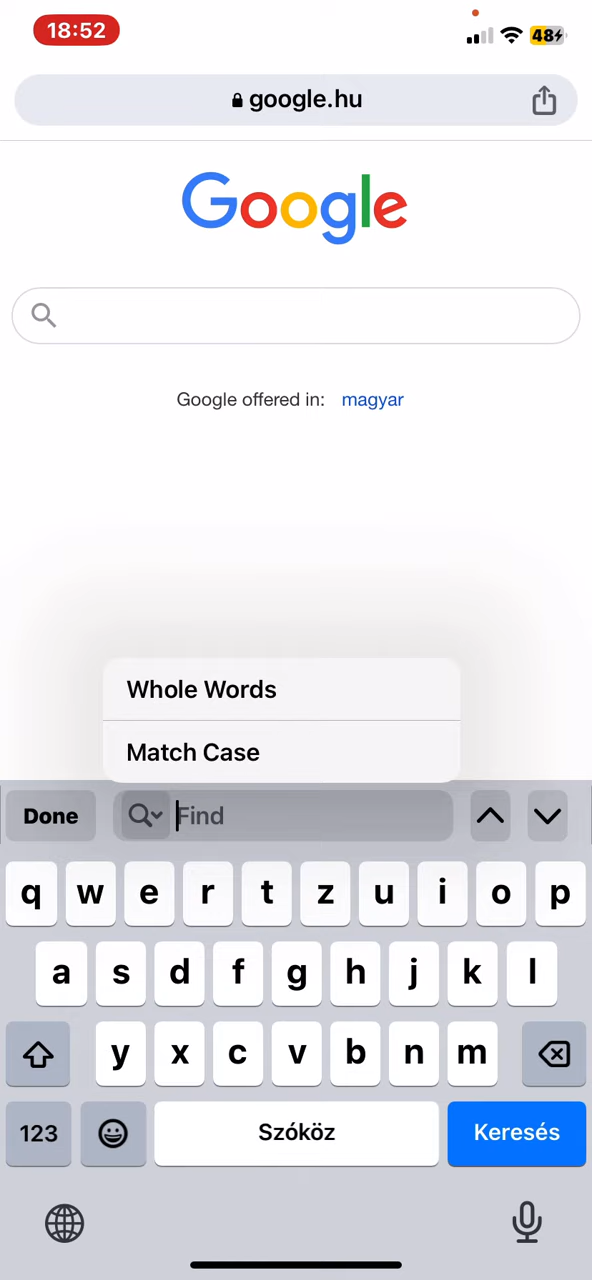 18:52
48
google.hu
Google
Google offered in: magyar
Whole Words
Match Case
Done
Find
q w e r t z u i o p
a s d f g h j k l
y x c v b n m
123
Szóköz
Keresés